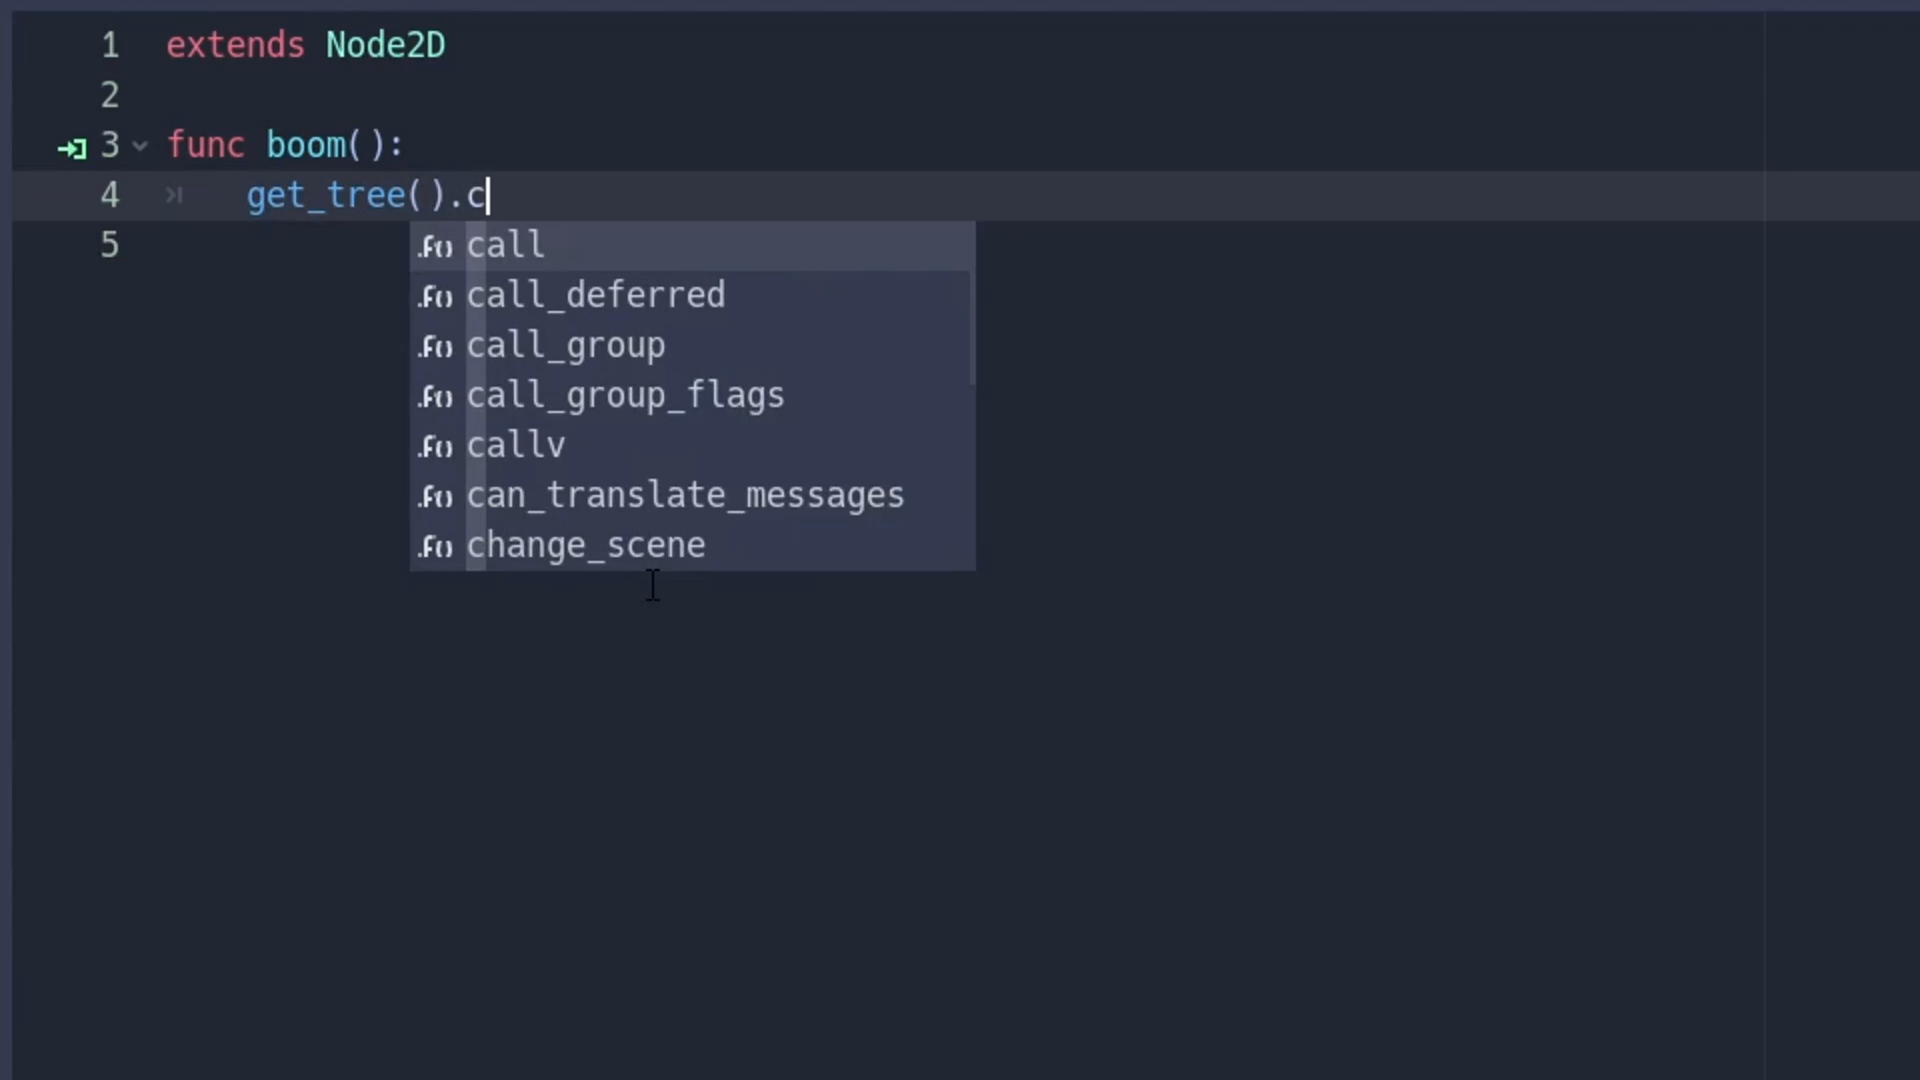 1 extends Node2D
2
3 func boom():
4 get_tree().c
5
.F() call
.F() call_deferred
.F() call_group
.F() call_group_flags
.F() callv
.F() can_translate_messages
.F() change_scene